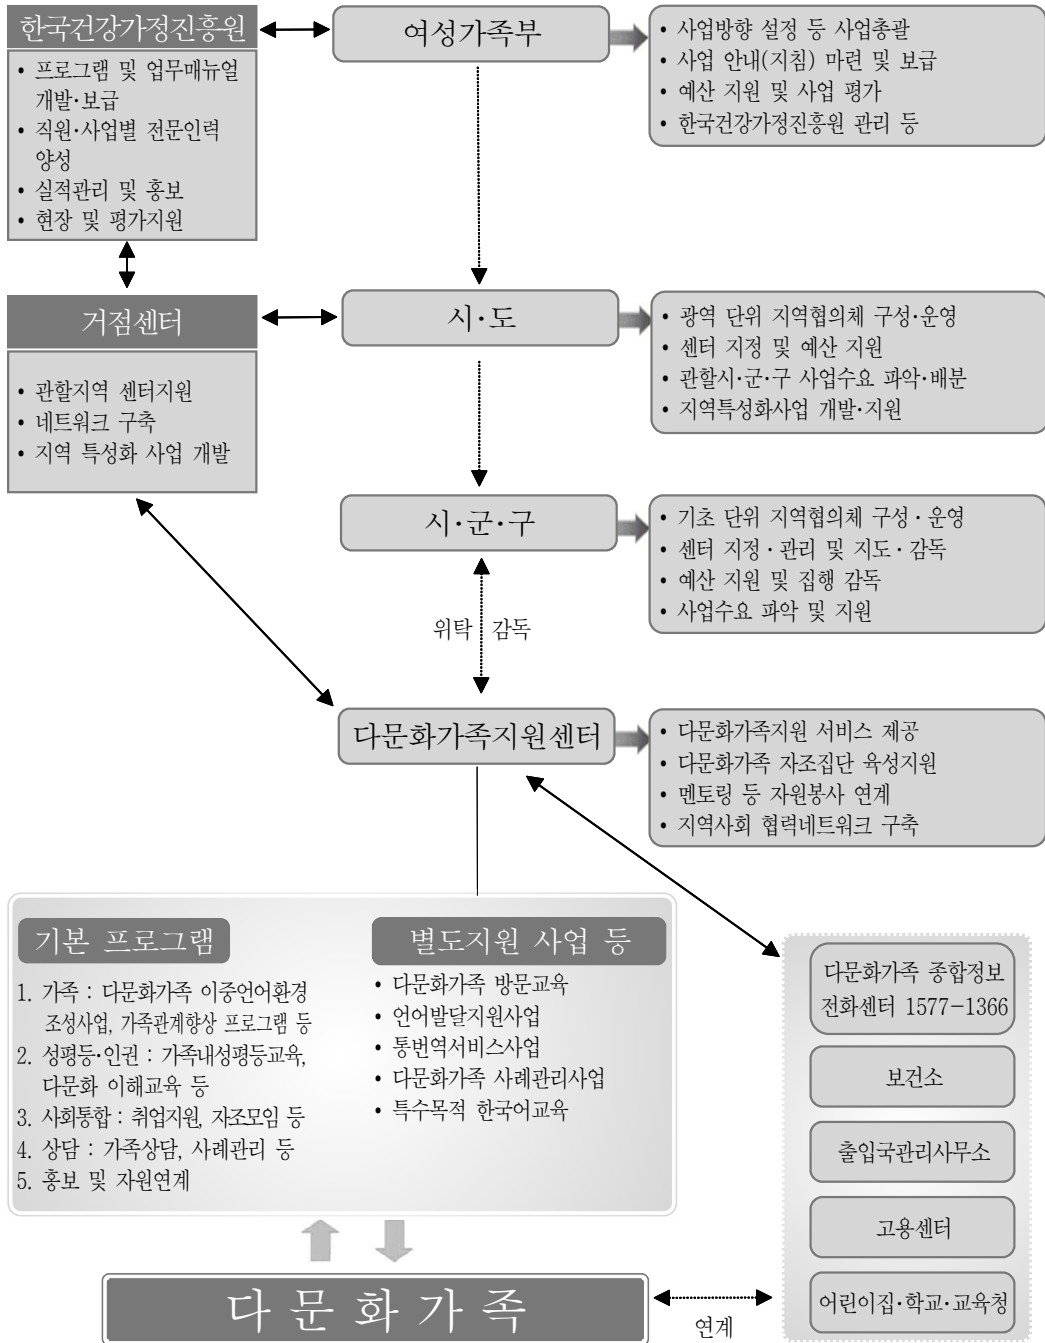 한국건강가정진흥원
• 프로그램 및 업무매뉴얼
개발·보급
• 직원·사업별 전문인력
양성
• 실적관리 및 홍보
• 현장 및 평가지원
여성가족부
• 사업방향 설정 등 사업총괄
• 사업 안내(지침) 마련 및 보급
• 예산 지원 및 사업 평가
• 한국건강가정진흥원 관리 등
거점센터
• 관할지역 센터지원
• 네트워크 구축
• 지역 특성화 사업 개발
시·도
• 광역 단위 지역협의체 구성·운영
• 센터 지정 및 예산 지원
• 관할시·군·구 사업수요 파악·배분
• 지역특성화사업 개발·지원
시·군·구
• 기초 단위 지역협의체 구성·운영
• 센터 지정·관리 및 지도·감독
• 예산 지원 및 집행 감독
• 사업수요 파악 및 지원
위탁 감독
다문화가족지원센터
• 다문화가족지원 서비스 제공
• 다문화가족 자조집단 육성지원
• 멘토링 등 자원봉사 연계
• 지역사회 협력네트워크 구축
기본 프로그램
1. 가족 : 다문화가족 이중언어환경
조성사업, 가족관계향상 프로그램 등
2. 성평등·인권 : 가족내성평등교육,
다문화 이해교육 등
3. 사회통합 : 취업지원, 자조모임 등
4. 상담 : 가족상담, 사례관리 등
5. 홍보 및 자원연계
별도지원 사업 등
• 다문화가족 방문교육
• 언어발달지원사업
• 통번역서비스사업
• 다문화가족 사례관리사업
• 특수목적 한국어교육
다문화가족 종합정보
전화센터 1577-1366
보건소
출입국관리사무소
고용센터
어린이집·학교·교육청
다문화가족
연계